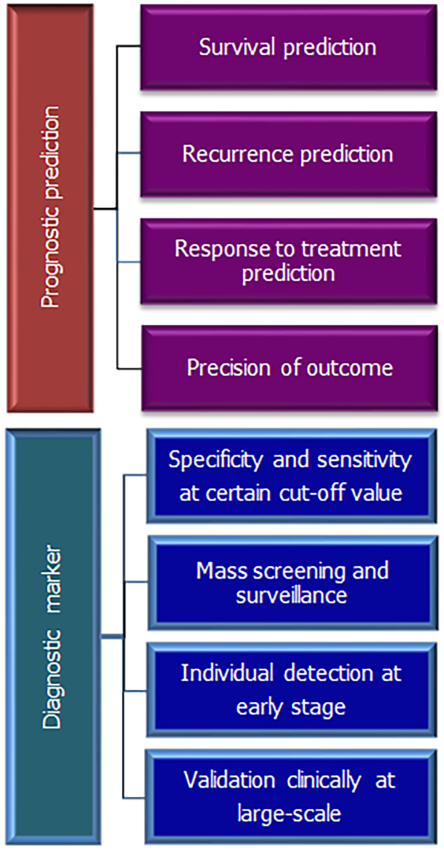 Prognostic prediction
Survival prediction
Recurrence prediction
Response to treatment
prediction
Precision of outcome
Diagnostic marker
Specificity and sensitivity
at certain cut-off value
Mass screening and
surveillance
Individual detection at
early stage
Validation clinically at
large-scale